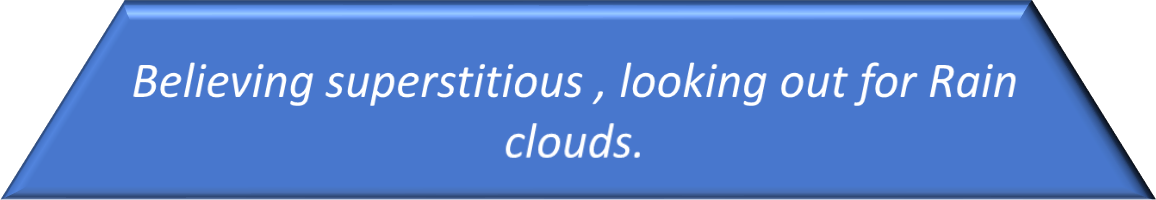 Believing superstitious , looking out for Rain
clouds.